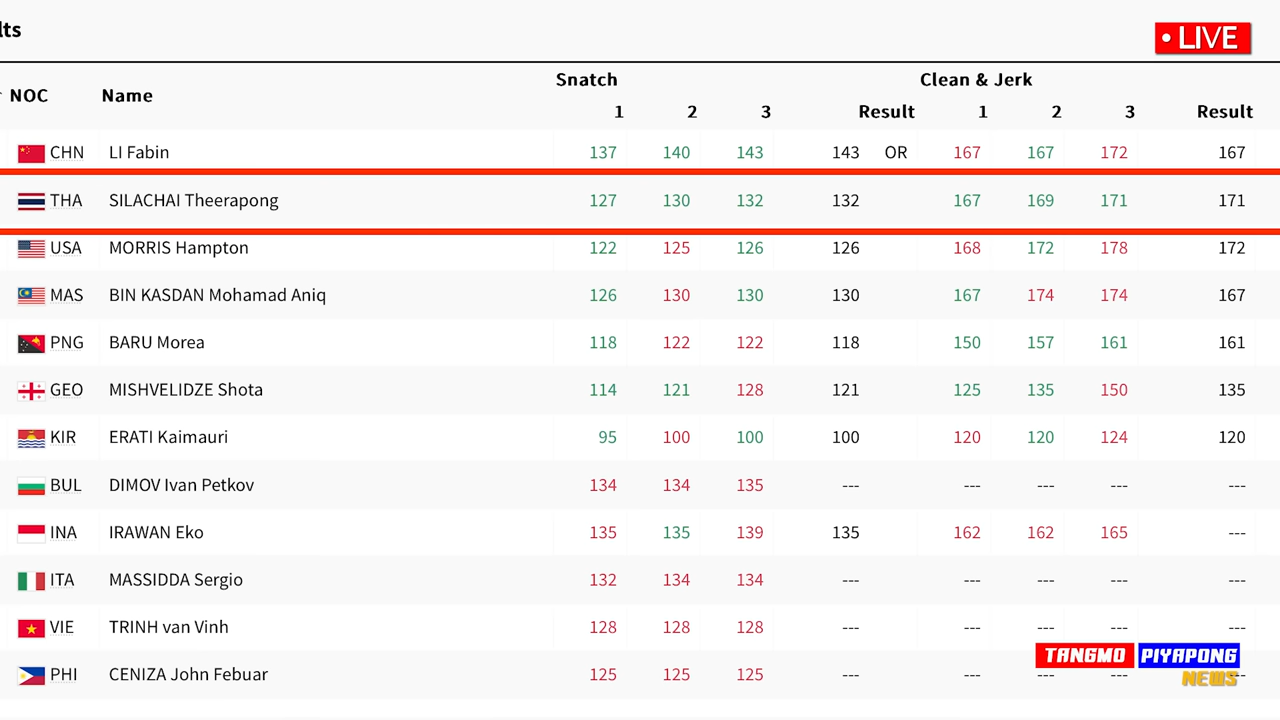 lts
• LIVE
Snatch Clean & Jerk
NOC Name
1 2 3 Result 1 2 3 Result
CHN LI Fabin 137 140 143 143 OR 167 167 172 167
THA SILACHAI Theerapong 127 130 132 132 167 169 171 171
USA MORRIS Hampton 122 125 126 126 168 172 178 172
MAS BIN KASDAN Mohamad Aniq 126 130 130 130 167 174 174 167
PNG BARU Morea 118 122 122 118 150 157 161 161
GEO MISHVELIDZE Shota 114 121 128 121 125 135 150 135
KIR ERATI Kaimauri 95 100 100 100 120 120 124 120
BUL DIMOV Ivan Petkov 134 134 135 --- --- --- --- ---
INA IRAWAN Eko 135 135 139 135 162 162 165 ---
ITA MASSIDDA Sergio 132 134 134 --- --- --- --- ---
VIE TRINH van Vinh 128 128 128 --- --- --- --- ---
TANGMO PIYAPONG
PHI CENIZA John Febuar 125 125 125 --- --- --- --- ---
NEWS